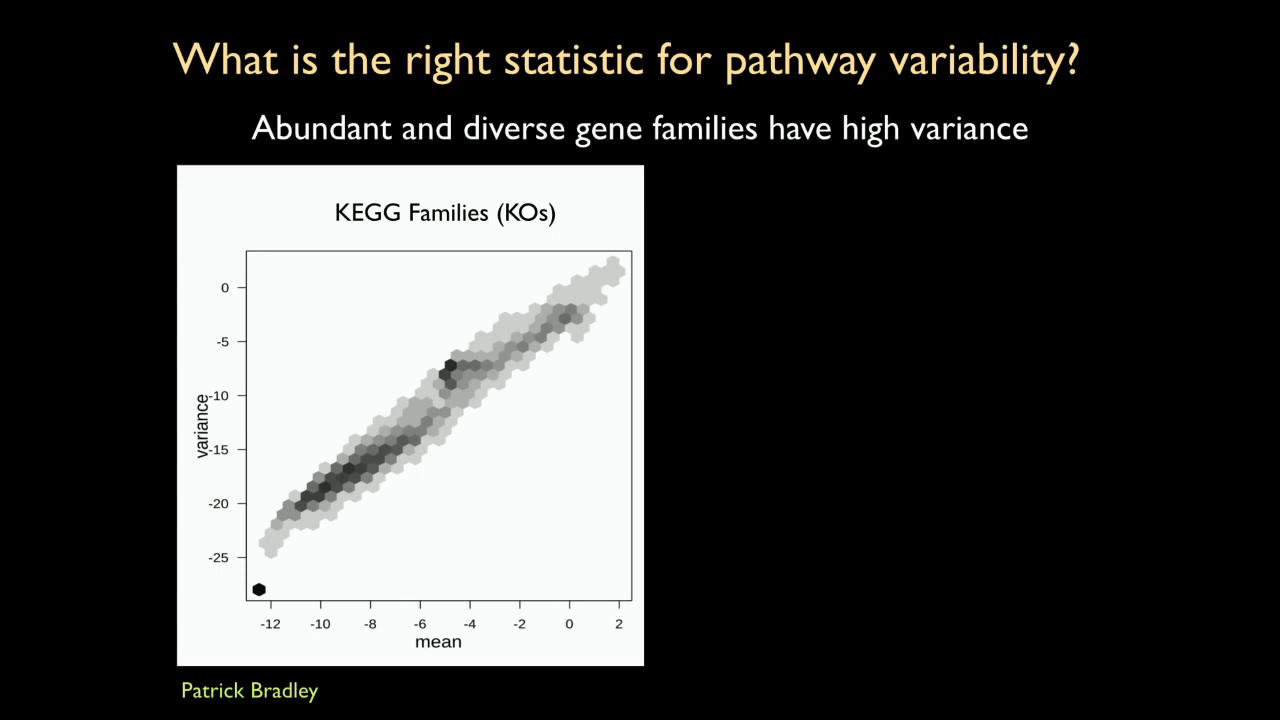 What is the right statistic for pathway variability?
Abundant and diverse gene families have high variance
KEGG Families (KOs)
variance
0
-5
-10
-15
-20
-25
-12 -10 -8 -6 -4 -2 0 2
mean
Patrick Bradley